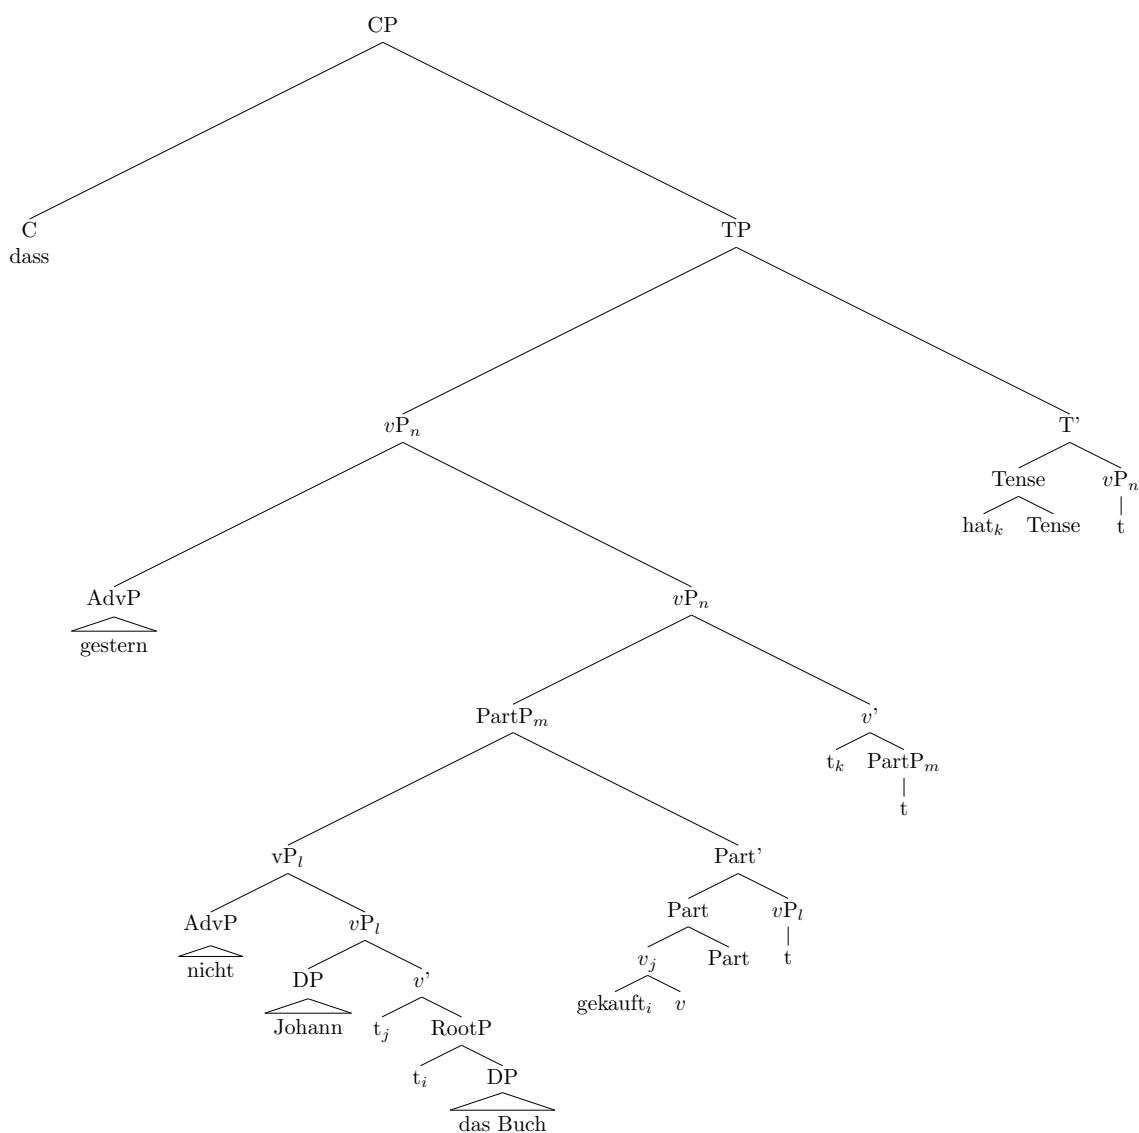 CP
C TP
dass
vP_n T’
Tense vP_n
hat_k Tense t
AdvP vP_n
gestern
PartP_m v’
t_k PartP_m
t
vP_l Part’
AdvP vP_l Part vP_l
nicht v_j Part t
DP v’ gekauft_i v
Johann t_j RootP
t_i DP
das Buch